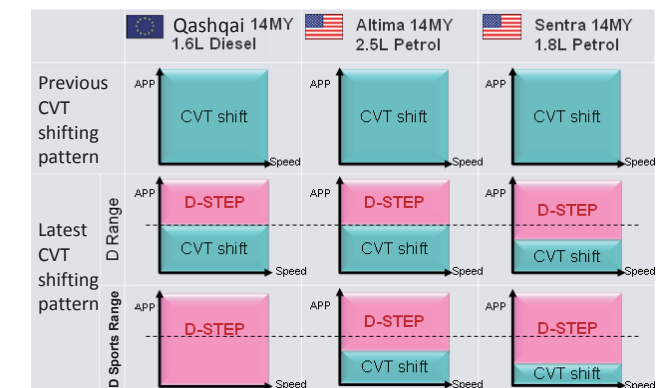 Qashqai 14MY
1.6L Diesel
Altima 14MY
2.5L Petrol
Sentra 14MY
1.8L Petrol
Previous
CVT
shifting
pattern
APP
CVT shift
Speed
APP
CVT shift
Speed
APP
CVT shift
Speed
Latest
CVT
shifting
pattern
D Range
APP
D-STEP
CVT shift
Speed
APP
D-STEP
CVT shift
Speed
APP
D-STEP
CVT shift
Speed
D Sports Range
APP
D-STEP
Speed
APP
D-STEP
CVT shift
Speed
APP
D-STEP
CVT shift
Speed